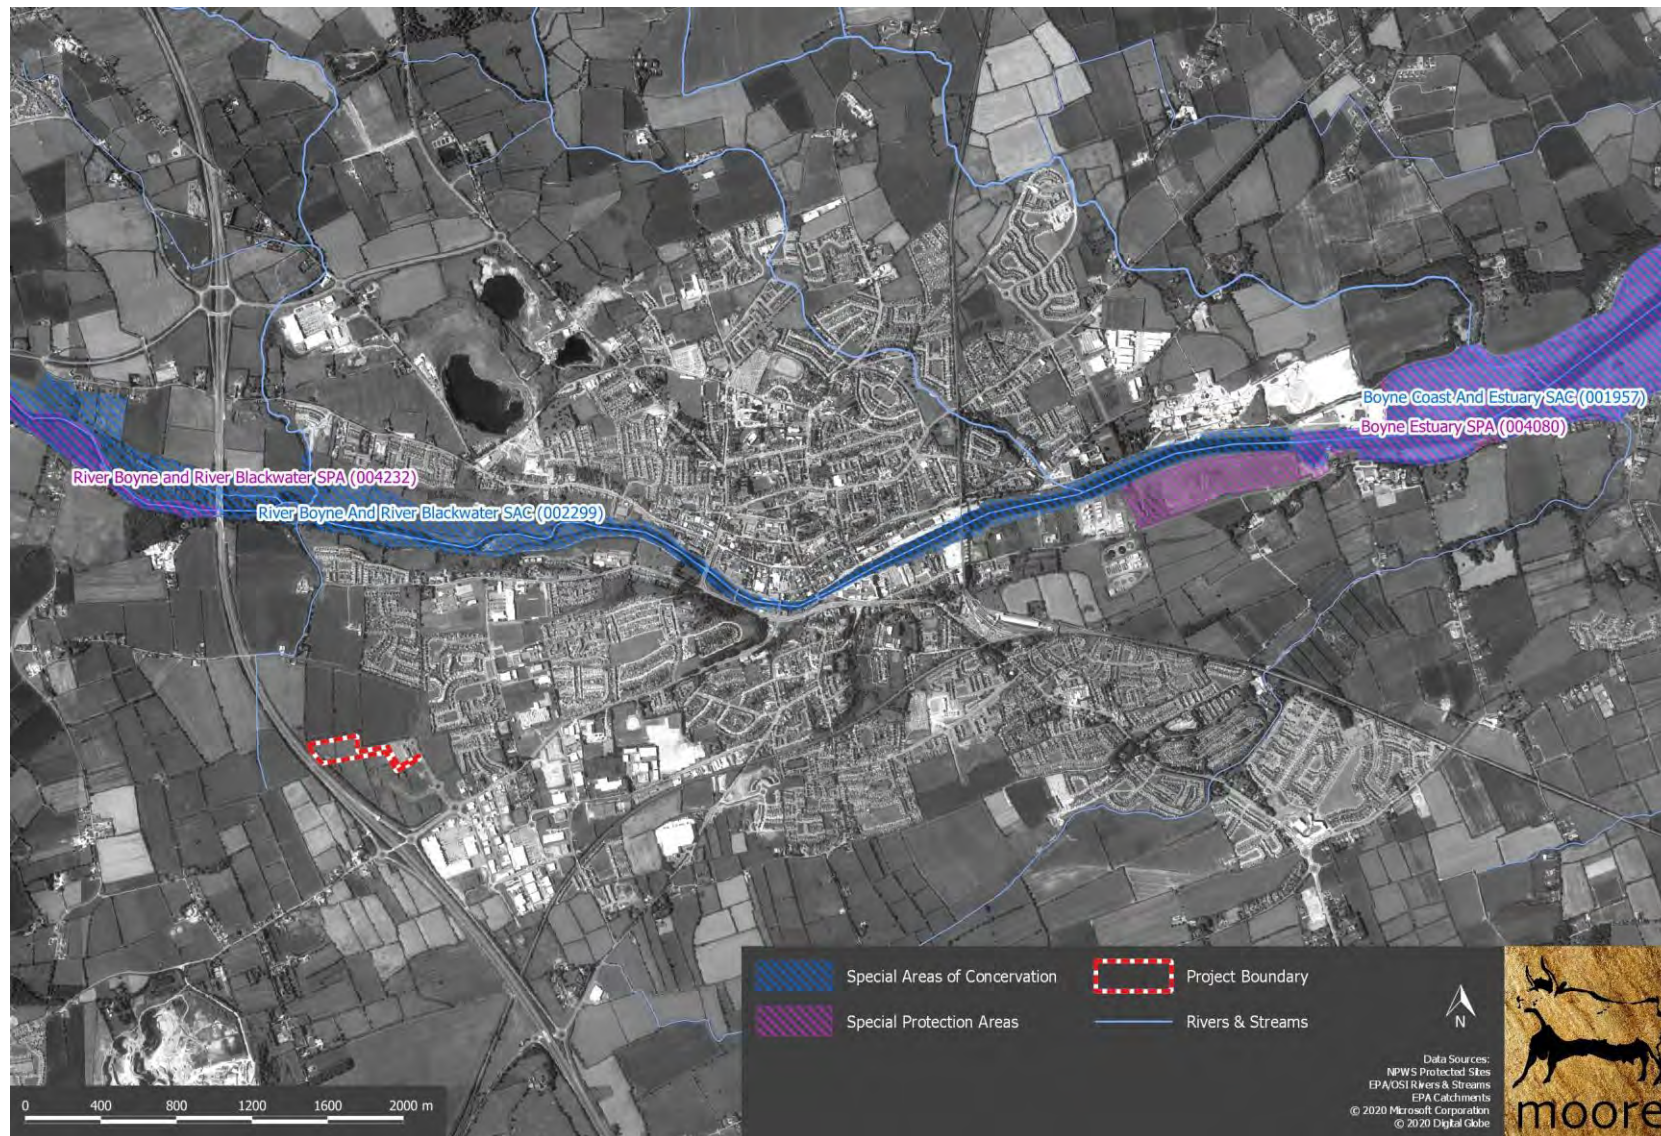 Boyne Coast And Estuary SAC (001957)
Boyne Estuary SPA (004080)
River Boyne and River Blackwater SPA (004232)
River Boyne And River Blackwater SAC (002299)
Special Areas of Concervation
Project Boundary
Special Protection Areas
Rivers & Streams
N
Data Sources:
NPWS Protected Sites
EPA/OSI Rivers & Streams
EPA Catchments
© 2020 Microsoft Corporation
© 2020 Digital Globe
moore
0 400 800 1200 1600 2000 m